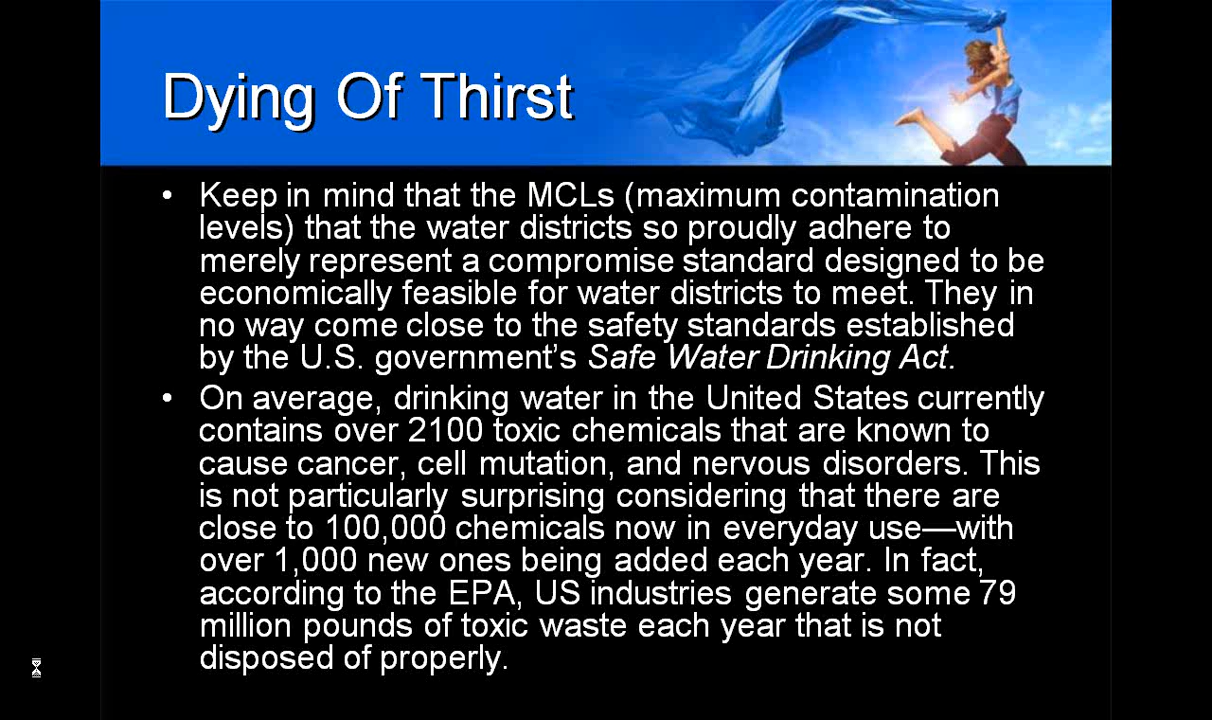 Dying Of Thirst
• Keep in mind that the MCLs (maximum contamination
levels) that the water districts so proudly adhere to
merely represent a compromise standard designed to be
economically feasible for water districts to meet. They in
no way come close to the safety standards established
by the U.S. government’s Safe Water Drinking Act.
• On average, drinking water in the United States currently
contains over 2100 toxic chemicals that are known to
cause cancer, cell mutation, and nervous disorders. This
is not particularly surprising considering that there are
close to 100,000 chemicals now in everyday use—with
over 1,000 new ones being added each year. In fact,
according to the EPA, US industries generate some 79
million pounds of toxic waste each year that is not
disposed of properly.